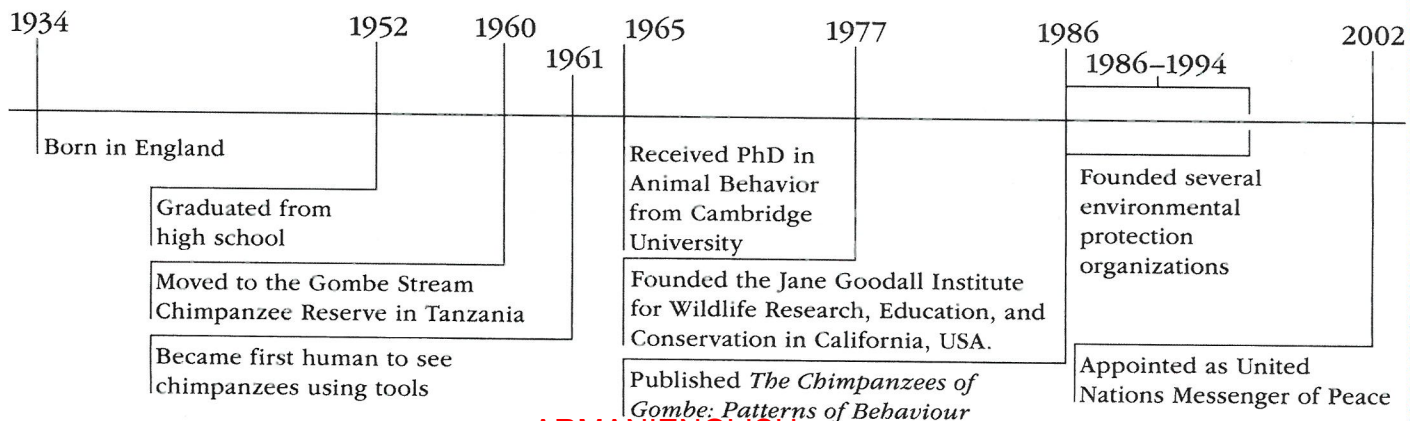 1934
1952
1960
1961
1965
1977
1986
1986–1994
2002
Born in England
Graduated from
high school
Moved to the Gombe Stream
Chimpanzee Reserve in Tanzania
Became first human to see
chimpanzees using tools
Received PhD in
Animal Behavior
from Cambridge
University
Founded the Jane Goodall Institute
for Wildlife Research, Education, and
Conservation in California, USA.
Published The Chimpanzees of
Gombe: Patterns of Behaviour
Founded several
environmental
protection
organizations
Appointed as United
Nations Messenger of Peace